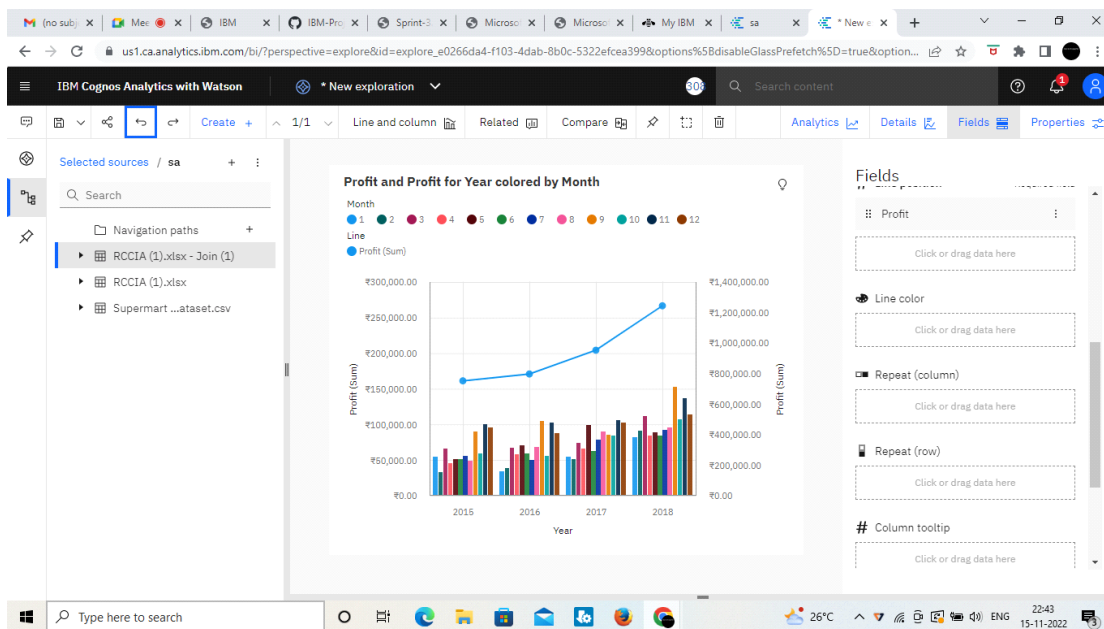 (no subj
Mee
IBM
IBM-Pro
Sprint-3
Microsof
Microsof
My IBM
sa
* New e
us1.ca.analytics.ibm.com/bi/?perspective=explore&id=explore_e0266da4-f103-4dab-8b0c-5322efcea399&options%5BdisableGlassPrefetch%5D=true&option...
IBM Cognos Analytics with Watson
* New exploration
Search content
1
Create +
1/1
Line and column
Related
Compare
Analytics
Details
Fields
Properties
Selected sources / sa
Search
Navigation paths
RCCIA (1).xlsx - Join (1)
RCCIA (1).xlsx
Supermart ...ataset.csv
Profit and Profit for Year colored by Month
Month
1 2 3 4 5 6 7 8 9 10 11 12
Line
Profit (Sum)
₹300,000.00
₹250,000.00
₹200,000.00
₹150,000.00
₹100,000.00
₹50,000.00
₹0.00
Profit (Sum)
₹1,400,000.00
₹1,200,000.00
₹1,000,000.00
₹800,000.00
₹600,000.00
₹400,000.00
₹200,000.00
₹0.00
Profit (Sum)
2015 2016 2017 2018
Year
Fields
Profit
Click or drag data here
Line color
Click or drag data here
Repeat (column)
Click or drag data here
Repeat (row)
Click or drag data here
# Column tooltip
Click or drag data here
Type here to search
26°C
ENG
22:43
15-11-2022
3